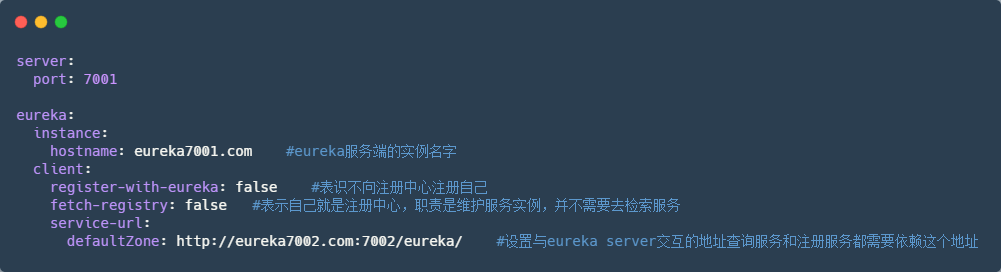 server:
  port: 7001

eureka:
  instance:
    hostname: eureka7001.com    #eureka服务端的实例名字
  client:
    register-with-eureka: false    #表识不向注册中心注册自己
    fetch-registry: false   #表示自己就是注册中心，职责是维护服务实例，并不需要去检索服务
    service-url:
      defaultZone: http://eureka7002.com:7002/eureka/    #设置与eureka server交互的地址查询服务和注册服务都需要依赖这个地址